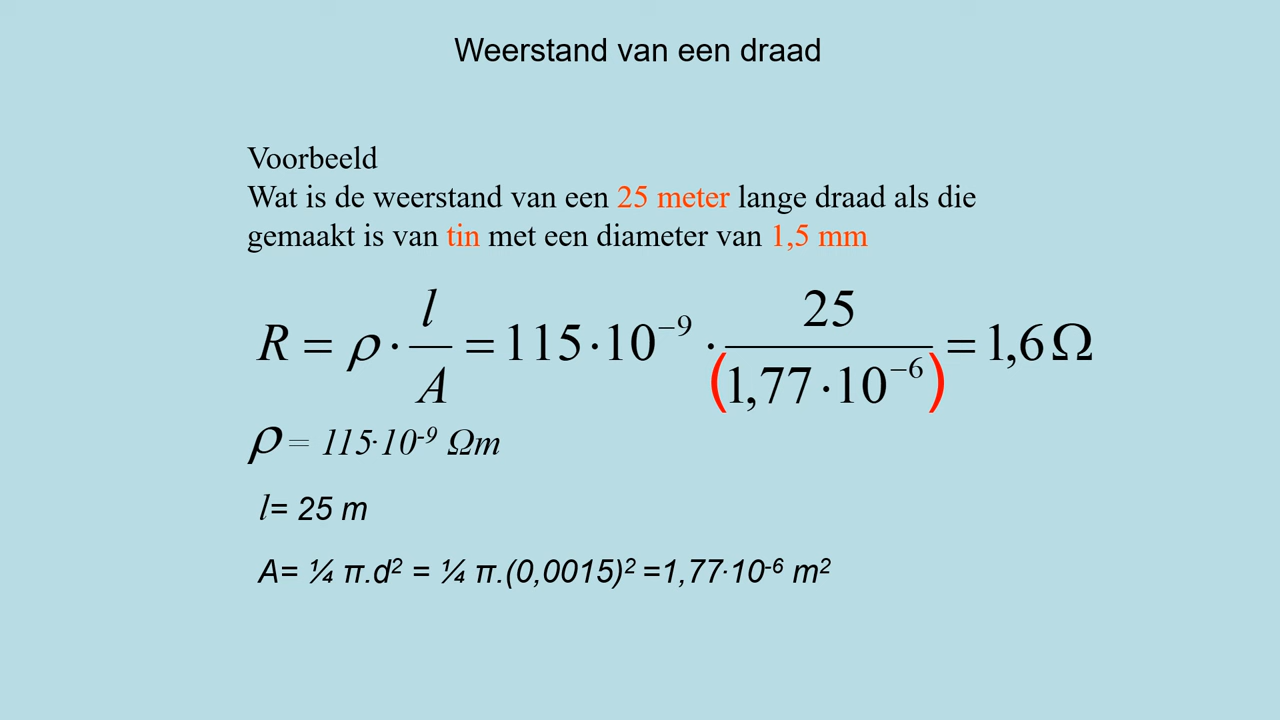 Weerstand van een draad
Voorbeeld
Wat is de weerstand van een 25 meter lange draad als die
gemaakt is van tin met een diameter van 1,5 mm
R = ρ · l/A = 115·10⁻⁹ · 25/(1,77·10⁻⁶) = 1,6 Ω
ρ = 115·10⁻⁹ Ωm
l= 25 m
A= ¼ π.d² = ¼ π.(0,0015)² =1,77·10⁻⁶ m²